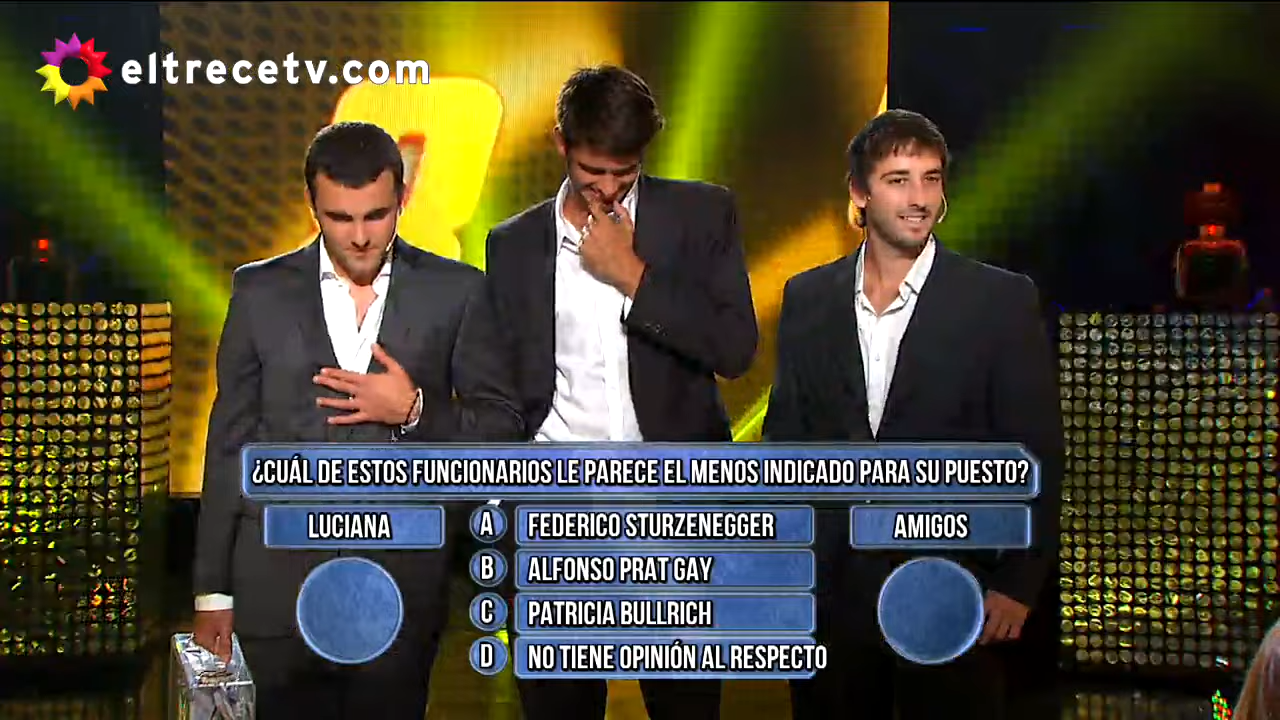 eltrecetv.com
¿CUÁL DE ESTOS FUNCIONARIOS LE PARECE EL MENOS INDICADO PARA SU PUESTO?
LUCIANA
A FEDERICO STURZENEGGER
AMIGOS
B ALFONSO PRAT GAY
C PATRICIA BULLRICH
D NO TIENE OPINIÓN AL RESPECTO